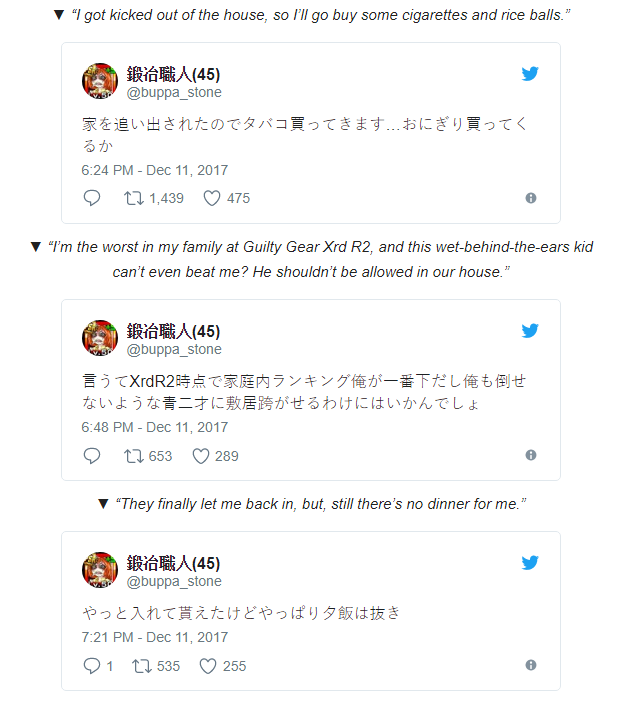 ▼ “I got kicked out of the house, so I’ll go buy some cigarettes and rice balls.”
鍛冶職人(45)
@buppa_stone
家を追い出されたのでタバコ買ってきます...おにぎり買ってく
るか
6:24 PM - Dec 11, 2017
1,439 475
▼ “I’m the worst in my family at Guilty Gear Xrd R2, and this wet-behind-the-ears kid
can’t even beat me? He shouldn’t be allowed in our house.”
鍛冶職人(45)
@buppa_stone
言うてXrdR2時点で家庭内ランキング俺が一番下だし俺も倒せ
ないような青二才に敷居跨がせるわけにはいかんでしょ
6:48 PM - Dec 11, 2017
653 289
▼ “They finally let me back in, but, still there’s no dinner for me.”
鍛冶職人(45)
@buppa_stone
やっと入れて貰えたけどやっぱり夕飯は抜き
7:21 PM - Dec 11, 2017
1 535 255